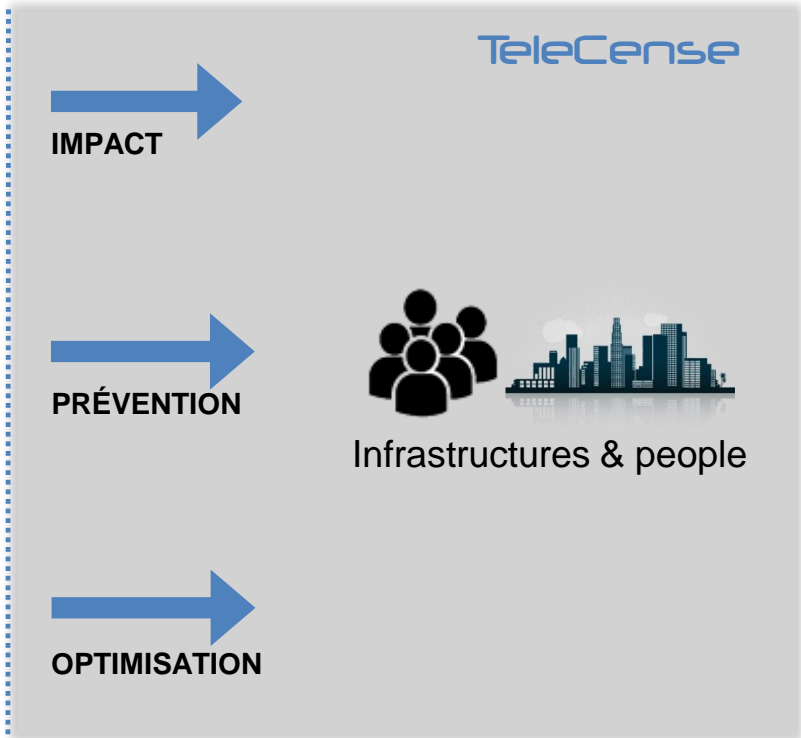 TeleCense
IMPACT
PRÉVENTION
Infrastructures & people
OPTIMISATION